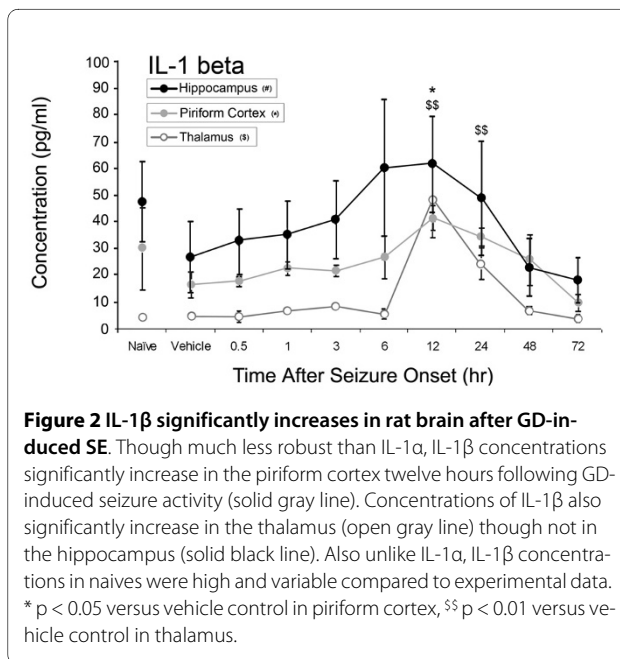 IL-1 beta
Hippocampus (#)
Piriform Cortex (*)
Thalamus ($)
*
$$
$$
Concentration (pg/ml)
100
90
80
70
60
50
40
30
20
10
0
Naïve Vehicle 0.5 1 3 6 12 24 48 72
Time After Seizure Onset (hr)
Figure 2 IL-1β significantly increases in rat brain after GD-in-
duced SE. Though much less robust than IL-1α, IL-1β concentrations
significantly increase in the piriform cortex twelve hours following GD-
induced seizure activity (solid gray line). Concentrations of IL-1β also
significantly increase in the thalamus (open gray line) though not in
the hippocampus (solid black line). Also unlike IL-1α, IL-1β concentra-
tions in naives were high and variable compared to experimental data.
* p < 0.05 versus vehicle control in piriform cortex, $$ p < 0.01 versus ve-
hicle control in thalamus.